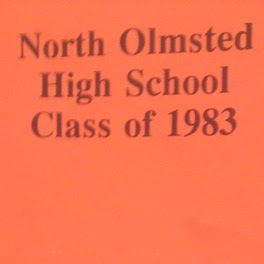 North Olmsted
High School
Class of 1983